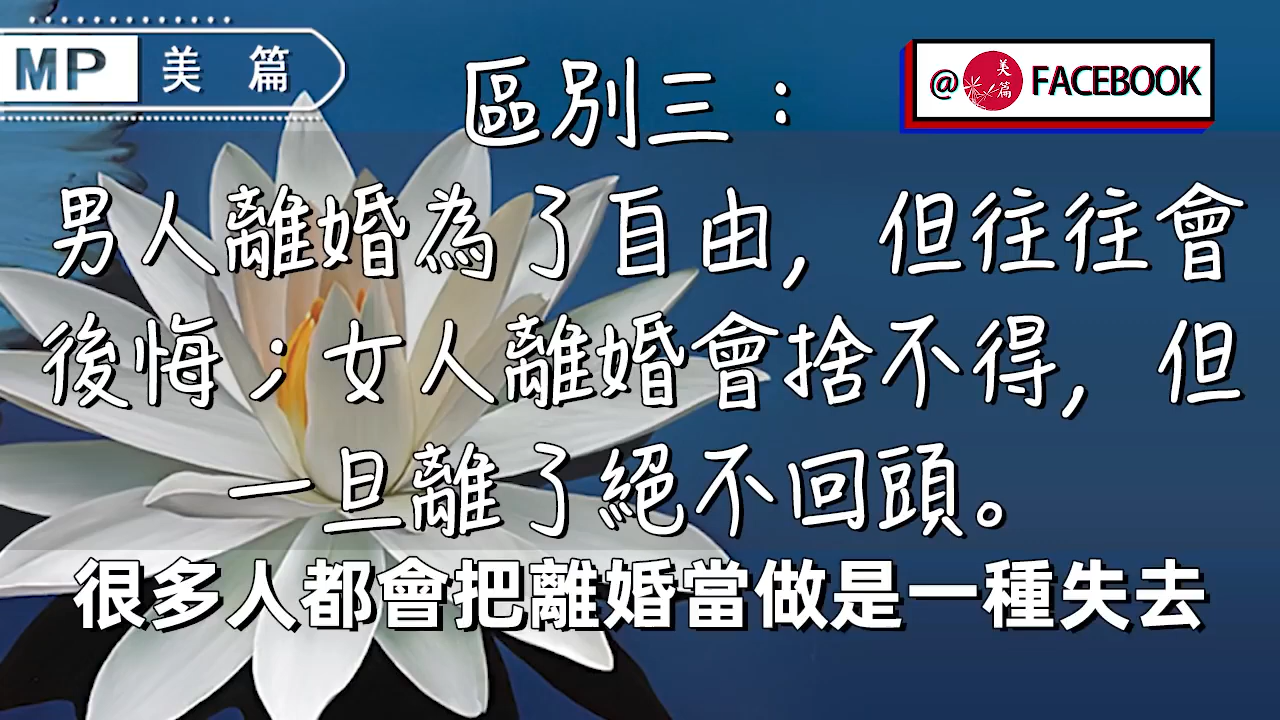 MP 美篇
@美篇 FACEBOOK
區別三：
男人離婚為了自由，但往往會
後悔；女人離婚會捨不得，但
一旦離了絕不回頭。
很多人都會把離婚當做是一種失去